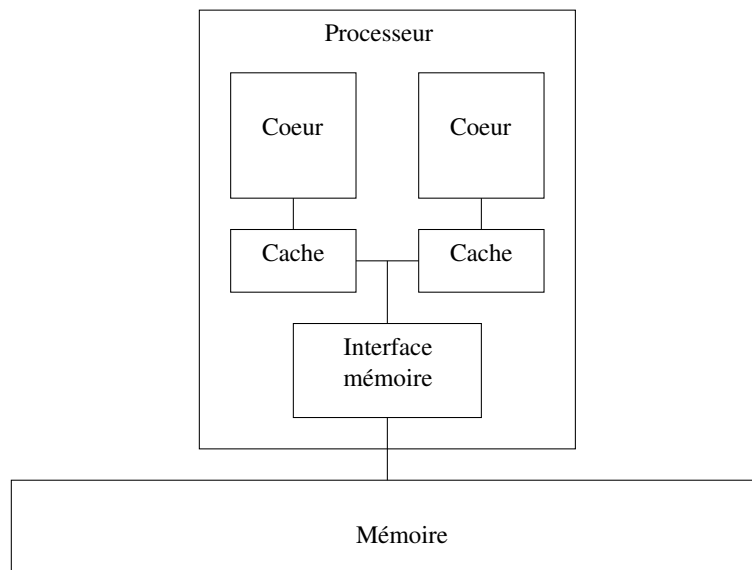 Processeur
Coeur
Coeur
Cache
Cache
Interface
mémoire
Mémoire